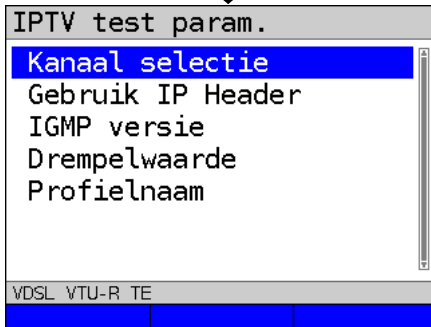 IPTV test param.
Kanaal selectie
Gebruik IP Header
IGMP versie
Drempelwaarde
Profielnaam
VDSL VTU-R TE